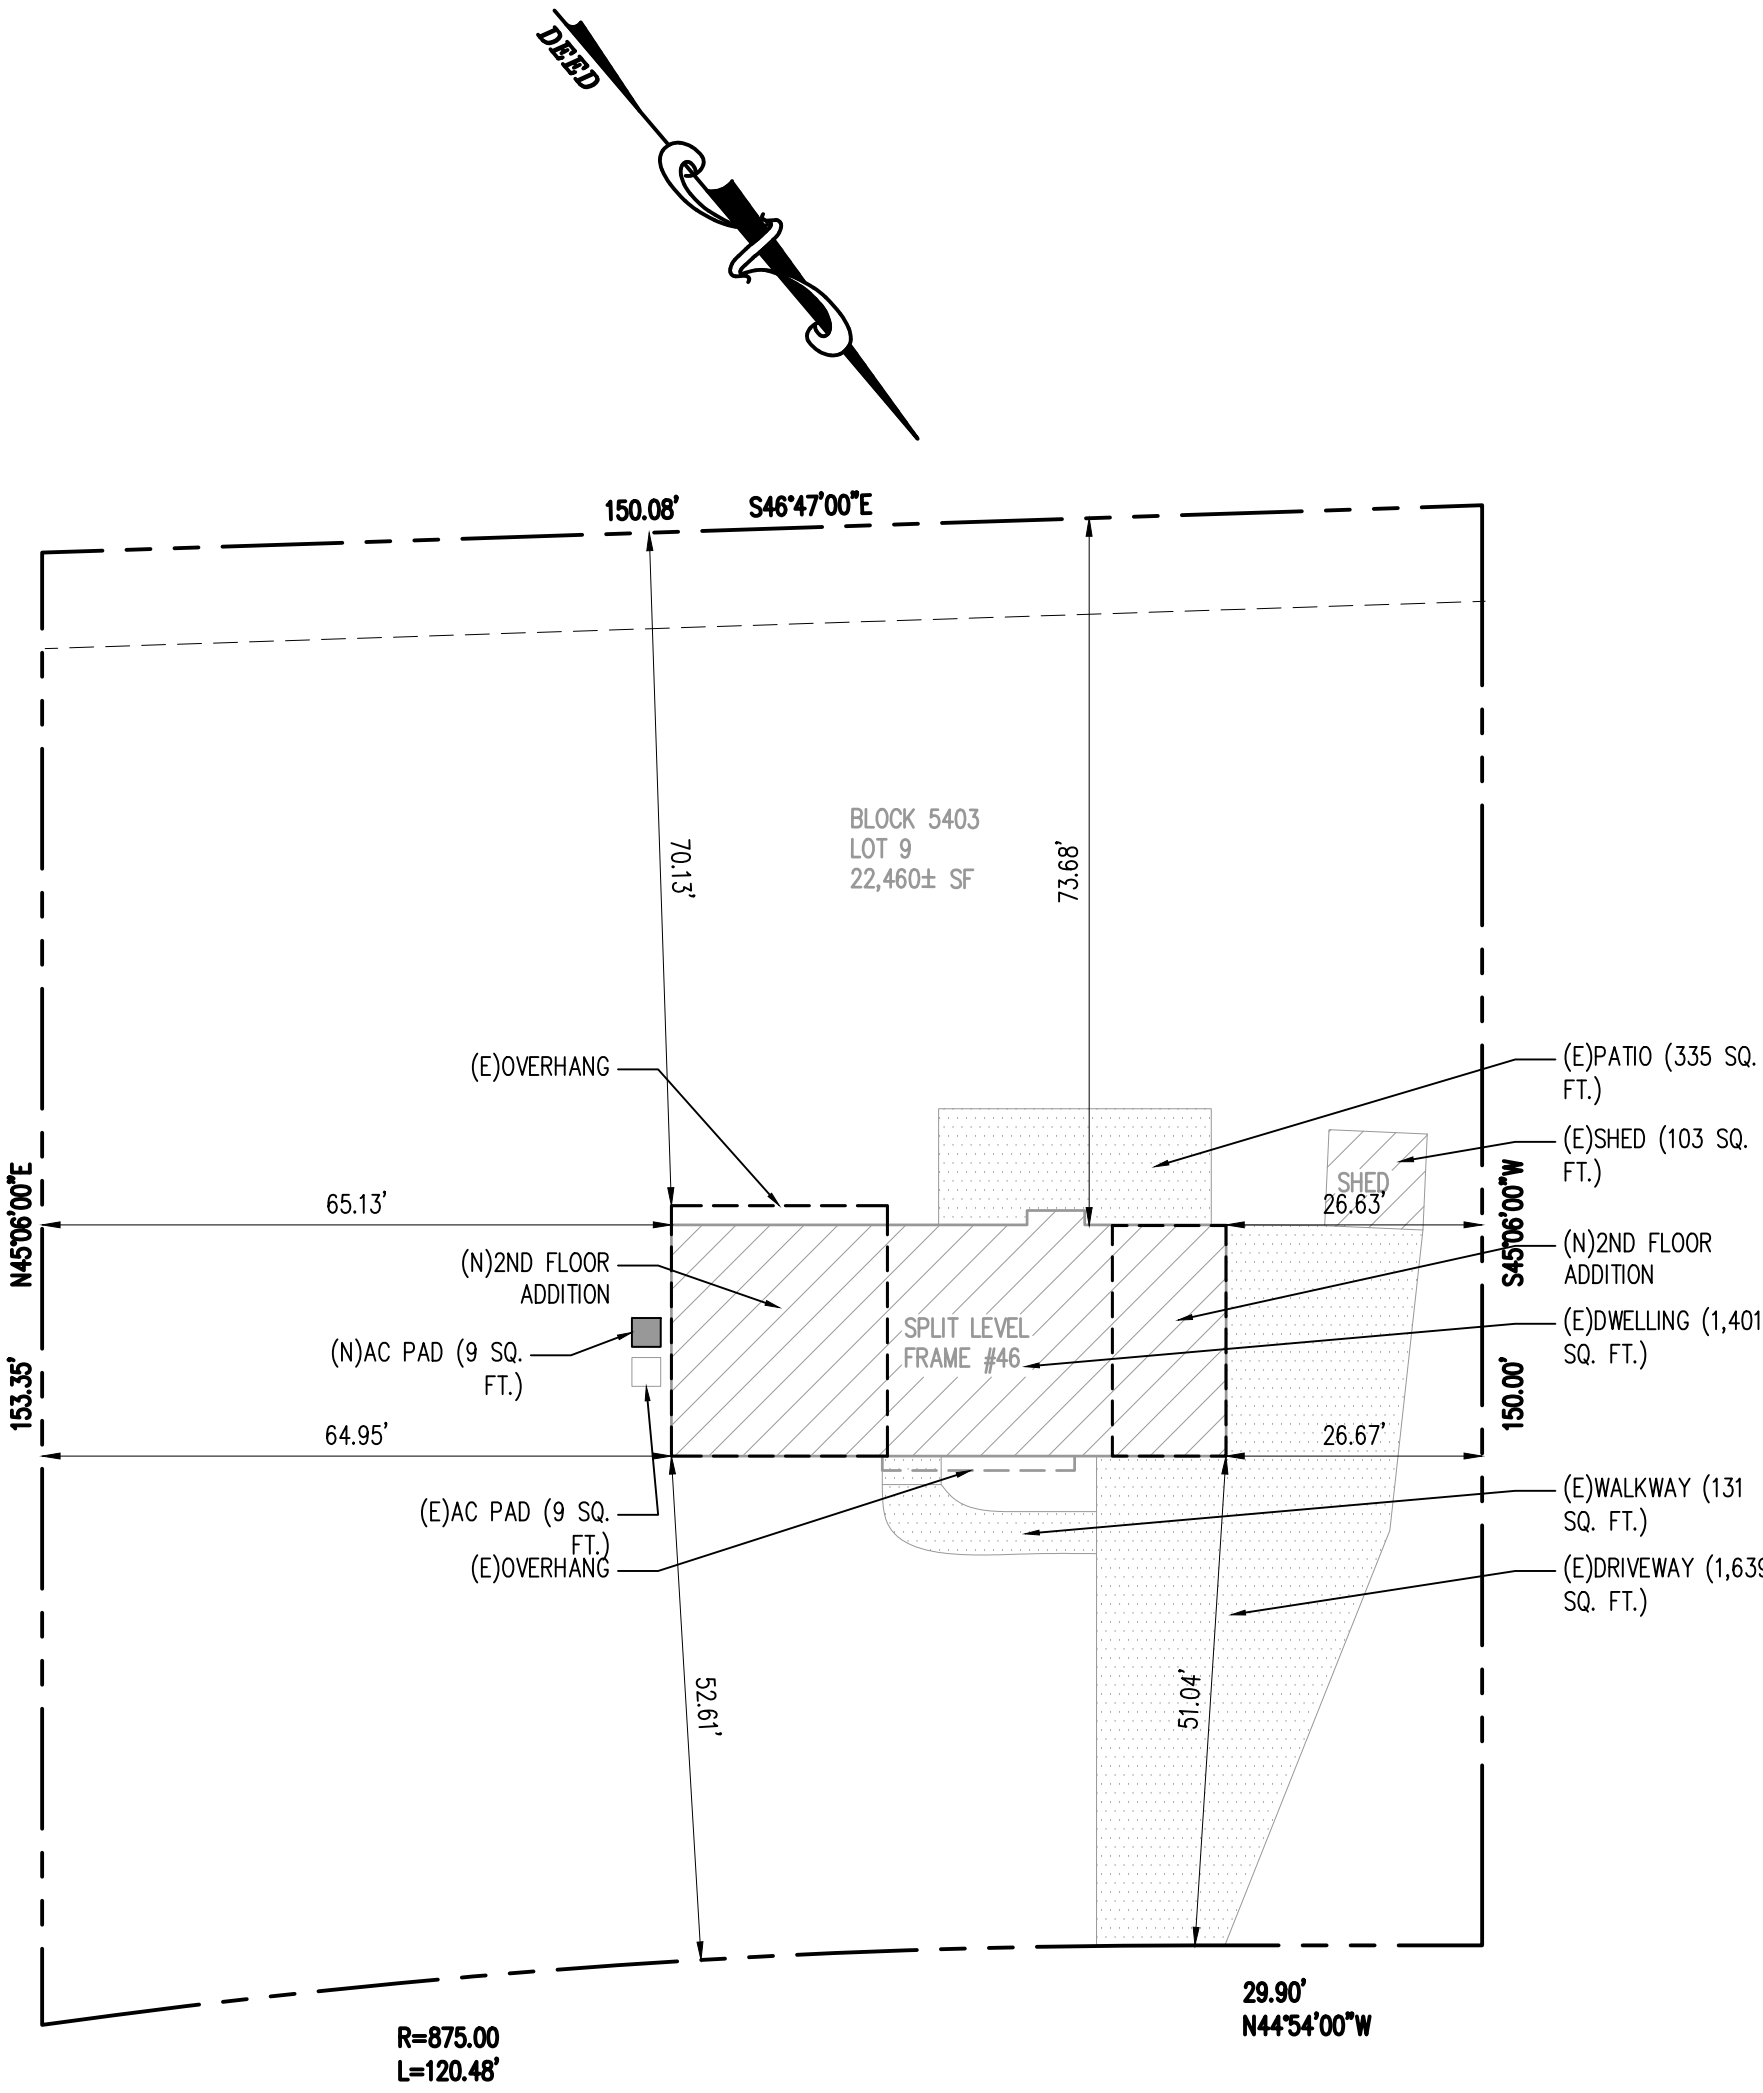 DEED
150.08'
S46°47'00"E
BLOCK 5403
LOT 9
22,460± SF
70.13'
73.68'
(E)OVERHANG
(E)PATIO (335 SQ.
FT.)
(E)SHED (103 SQ.
FT.)
SHED
N45°06'00"E
65.13'
26.63'
S45°06'00"W
(N)2ND FLOOR
ADDITION
(N)2ND FLOOR
ADDITION
SPLIT LEVEL
FRAME #46
(E)DWELLING (1,401
SQ. FT.)
(N)AC PAD (9 SQ.
FT.)
153.35'
150.00'
64.95'
26.67'
(E)AC PAD (9 SQ.
FT.)
(E)OVERHANG
(E)WALKWAY (131
SQ. FT.)
(E)DRIVEWAY (1,639
SQ. FT.)
52.61'
51.04'
29.90'
N44°54'00"W
R=875.00
L=120.48'